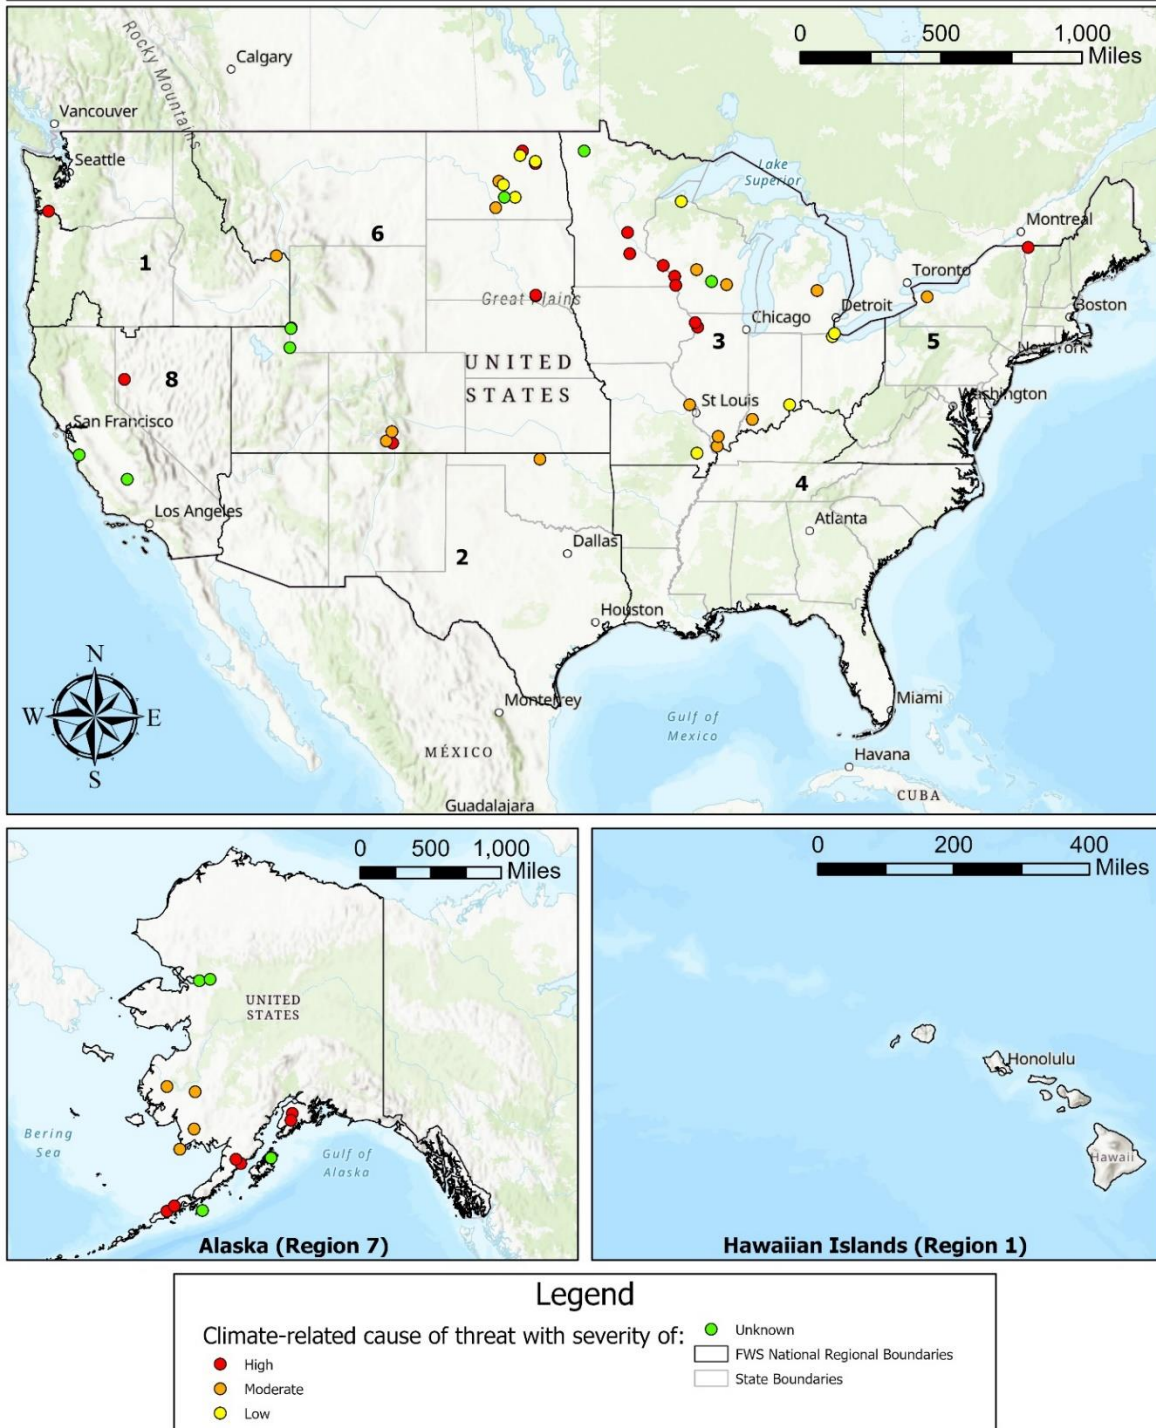 0 500 1,000
Miles
Rocky Mountains
Calgary
Vancouver
Seattle
Lake
Superior
Montreal
6
1
Toronto
Great Plains
Detroit
Boston
Chicago
3
5
New York
UNITED
STATES
8
St Louis
Washington
San Francisco
4
Los Angeles
Atlanta
2
Dallas
Houston
N
W E
S
Monterrey
Gulf of
Mexico
Miami
MÉXICO
Havana
CUBA
Guadalajara
0 500 1,000
Miles
UNITED
STATES
Bering
Sea
Gulf of
Alaska
Alaska (Region 7)
0 200 400
Miles
Honolulu
Hawaii
Hawaiian Islands (Region 1)
Legend
Climate-related cause of threat with severity of:
High
Moderate
Low
Unknown
FWS National Regional Boundaries
State Boundaries